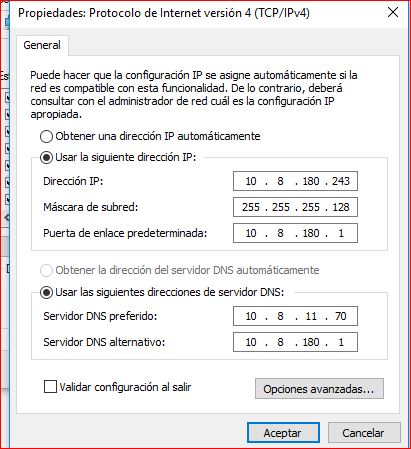 Propiedades: Protocolo de Internet versión 4 (TCP/IPv4)
General
Puede hacer que la configuración IP se asigne automáticamente si la
red es compatible con esta funcionalidad. De lo contrario, deberá
consultar con el administrador de red cuál es la configuración IP
apropiada.
Obtener una dirección IP automáticamente
Usar la siguiente dirección IP:
Dirección IP: 10 . 8 . 180 . 243
Máscara de subred: 255 . 255 . 255 . 128
Puerta de enlace predeterminada: 10 . 8 . 180 . 1
Obtener la dirección del servidor DNS automáticamente
Usar las siguientes direcciones de servidor DNS:
Servidor DNS preferido: 10 . 8 . 11 . 70
Servidor DNS alternativo: 10 . 8 . 180 . 1
Validar configuración al salir
Opciones avanzadas...
Aceptar Cancelar